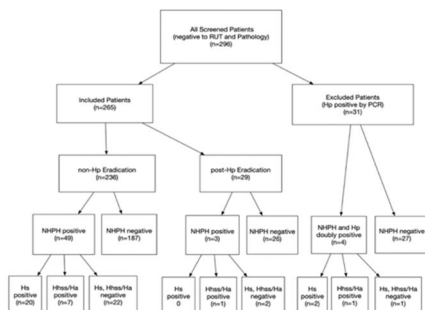 All Screened Patients
(negative to RUT and Pathology)
(n=296)
Included Patients
(n=265)
Excluded Patients
(Hp positive by PCR)
(n=31)
non-Hp Eradication
(n=236)
post-Hp Eradication
(n=29)
NHPH positive
(n=49)
NHPH negative
(n=187)
NHPH positive
(n=3)
NHPH negative
(n=26)
NHPH and Hp
doubly positive
(n=4)
NHPH negative
(n=27)
Hs
positive
(n=20)
Hhss/Ha
positive
(n=7)
Hs, Hhss/Ha
negative
(n=22)
Hs
positive
0
Hhss/Ha
positive
(n=1)
Hs, Hhss/Ha
negative
(n=2)
Hs
positive
(n=2)
Hhss/Ha
positive
(n=1)
Hs, Hhss/Ha
negative
(n=1)